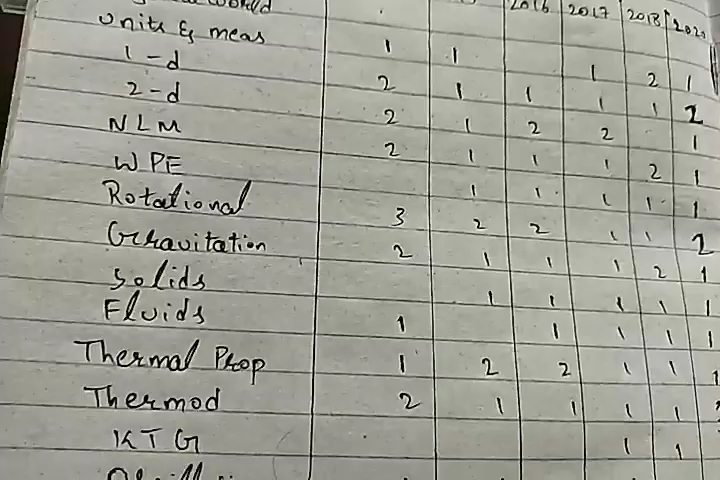 world 2016 2017 2018 2020
Units & meas 1 1
1-d 2 1 1 2 1
2-d 2 1 1 1 1 2
NLM 2 1 2 2 1
WPE 1 1 1 2 1
Rotational 3 1 1 1 1 1
Gravitation 2 2 2 1 1 2
Solids 1 1 1 2 1
Fluids 1 1 1 1 1 1
Thermal Prop 1 2 1 1 1 1
Thermod 2 1 2 1 1 1
KTG 1 1 1